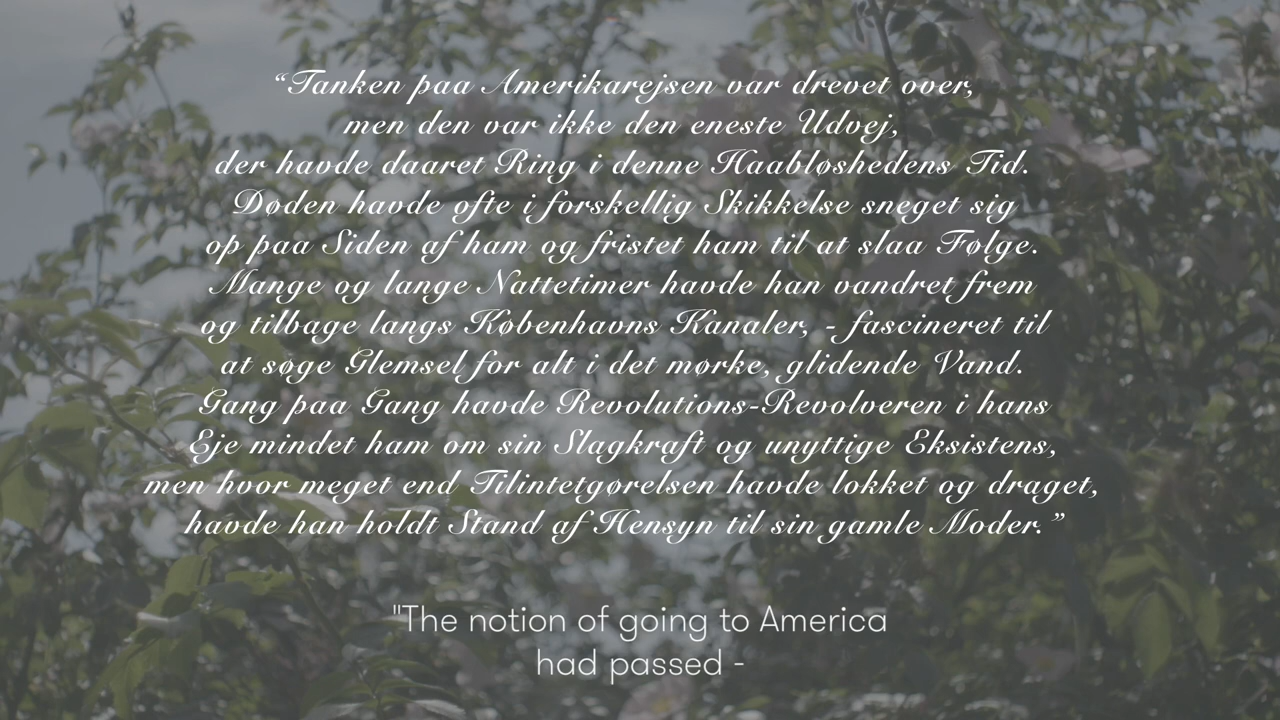 “Tanken paa Amerikarejsen var drevet over,
men den var ikke den eneste Udvej,
der havde daaret Ring i denne Haabløshedens Tid.
Døden havde ofte i forskellig Skikkelse sneget sig
op paa Siden af ham og fristet ham til at slaa Følge.
Mange og lange Nattetimer havde han vandret frem
og tilbage langs Københavns Kanaler, - fascineret til
at søge Glemsel for alt i det mørke, glidende Vand.
Gang paa Gang havde Revolutions-Revolveren i hans
Eje mindet ham om sin Slagkraft og unyttige Eksistens,
men hvor meget end Tilintetgørelsen havde lokket og draget,
havde han holdt Stand af Hensyn til sin gamle Moder.”
"The notion of going to America
had passed -